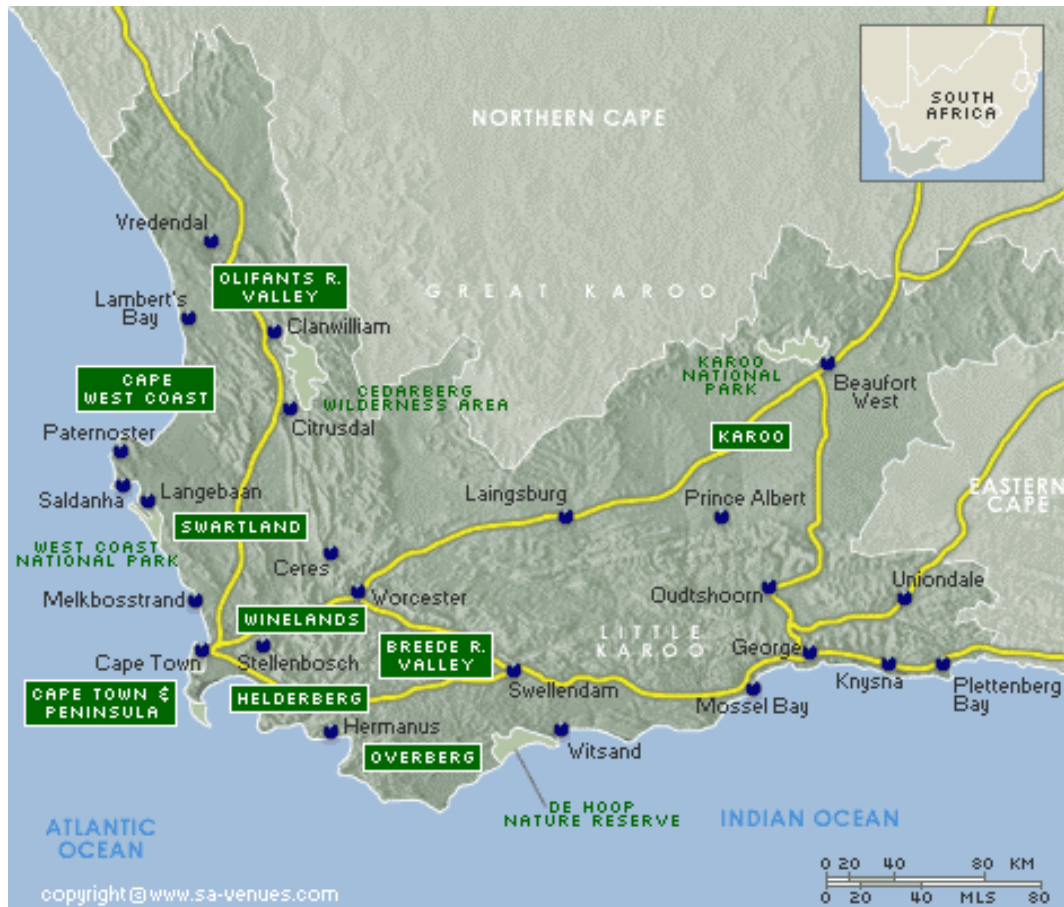 SOUTH
AFRICA
NORTHERN CAPE
Vredendal
OLIFANTS R.
VALLEY
GREAT KAROO
Lambert's
Bay
Clanwilliam
KAROO
NATIONAL
PARK
CAPE
WEST COAST
CEDARBERG
WILDERNESS AREA
Beaufort
West
Citrusdal
Paternoster
KAROO
EASTERN
CAPE
Saldanha
Langebaan
Laingsburg
Prince Albert
SWARTLAND
WEST COAST
NATIONAL PARK
Ceres
Melkbosstrand
Worcester
Oudtshoorn
Uniondale
WINELANDS
LITTLE
KAROO
BREEDE R.
VALLEY
George
Cape Town
Stellenbosch
Swellendam
Knysna
Plettenberg
Bay
CAPE TOWN &
PENINSULA
HELDERBERG
Mossel Bay
Hermanus
Witsand
OVERBERG
DE HOOP
NATURE RESERVE
INDIAN OCEAN
ATLANTIC
OCEAN
0 20 40 80 KM
0 20 40 MLS 80
copyright©www.sa-venues.com